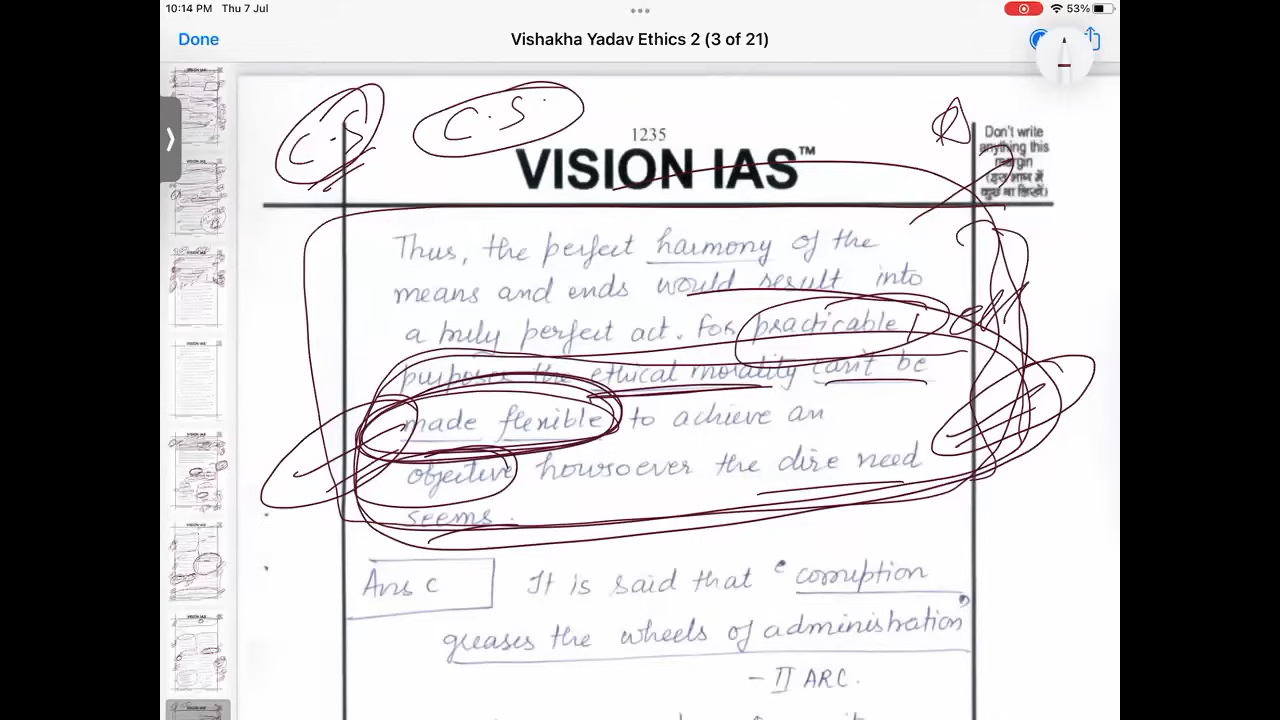 10:14 PM Thu 7 Jul
53%
Done
Vishakha Yadav Ethics 2 (3 of 21)
C.S
C.S.
1235
VISION IAS™
Don't write
anything this
margin
(इस भाग में
कुछ ना लिखें)
Thus, the perfect harmony of the
means and ends would result into
a truly perfect act. For practicable
purposes the ethical morality can't be
made flexible to achieve an
objective howsoever the dire need
seems.
Ans C It is said that "corruption
greases the wheels of administration"
- II ARC.